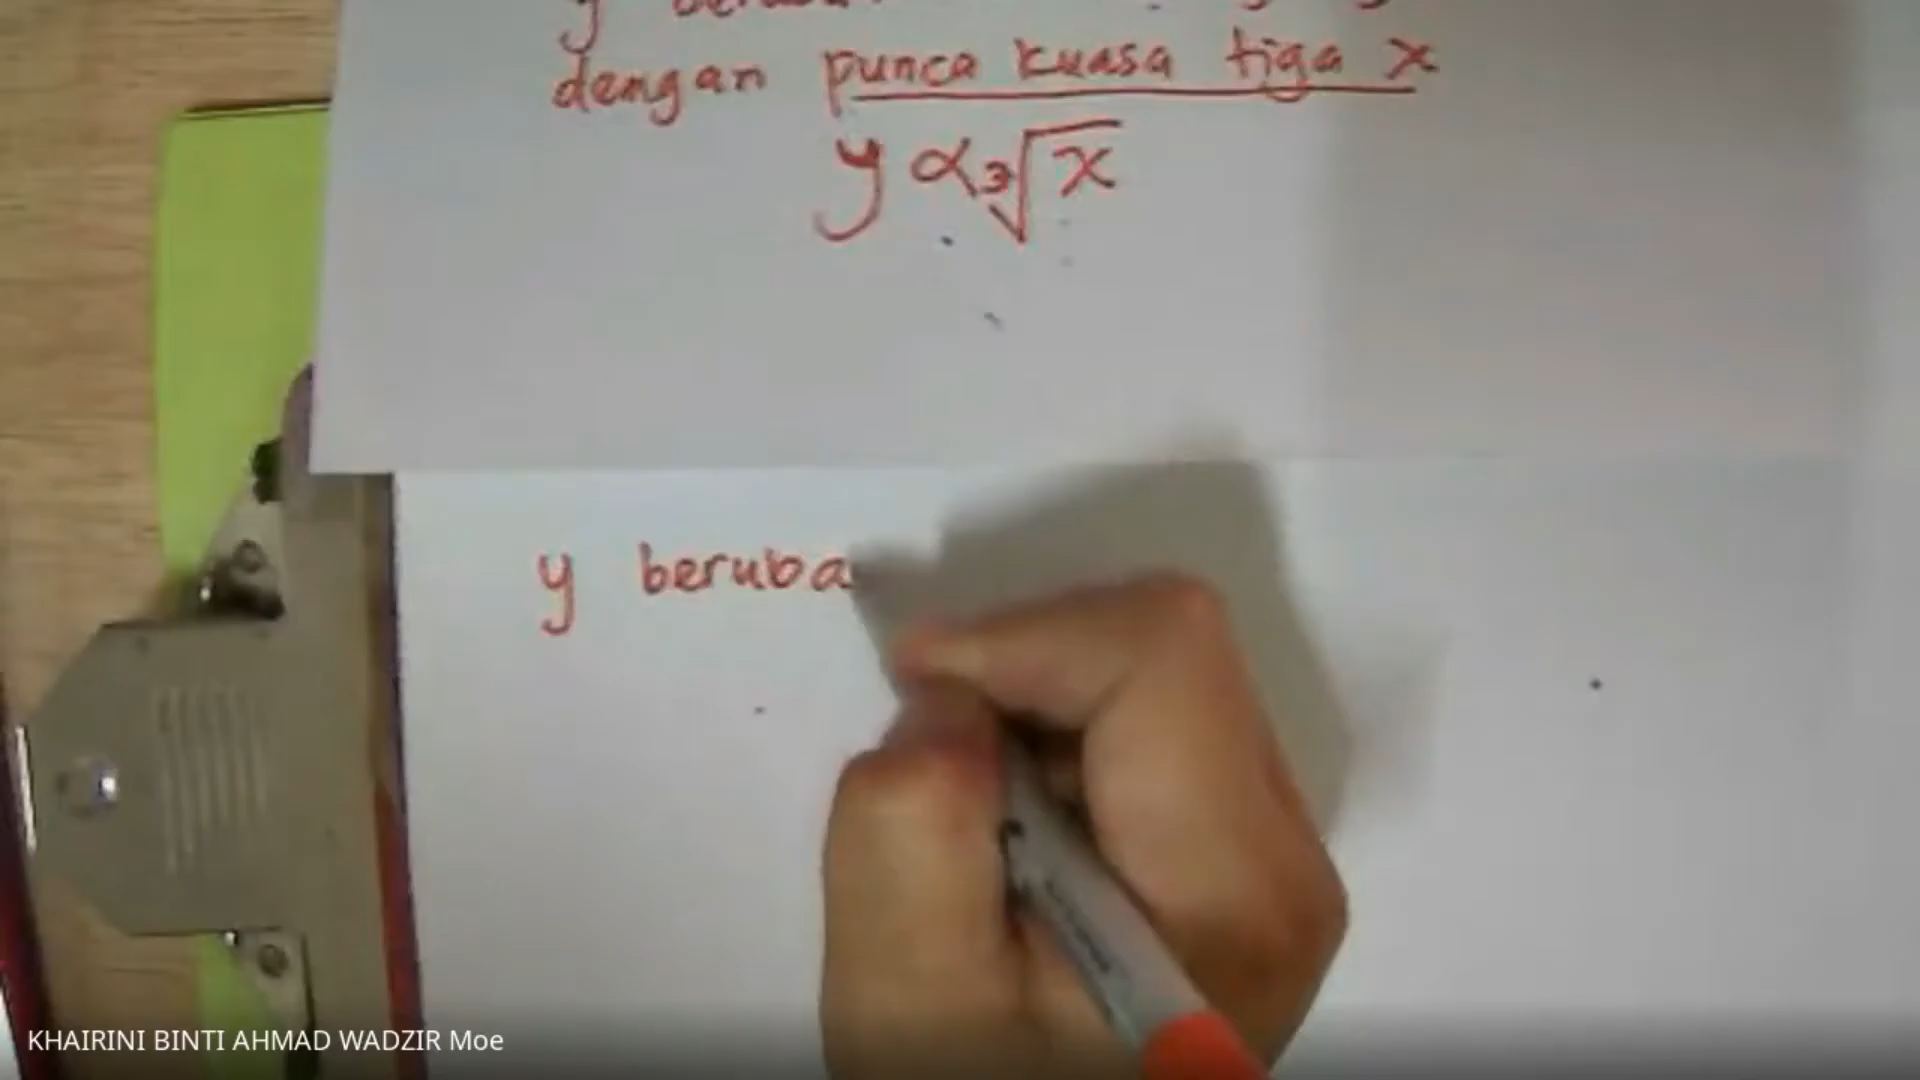 y
dengan punca kuasa tiga x
y ∝ ∛x
y beruba
KHAIRINI BINTI AHMAD WADZIR Moe